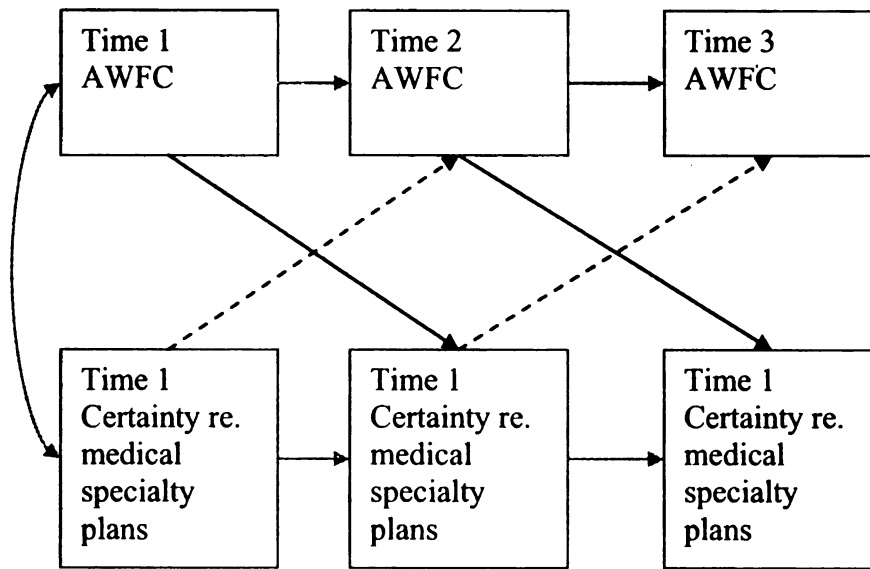 Time 1
AWFC
Time 2
AWFC
Time 3
AWFC
Time 1
Certainty re.
medical
specialty
plans
Time 1
Certainty re.
medical
specialty
plans
Time 1
Certainty re.
medical
specialty
plans